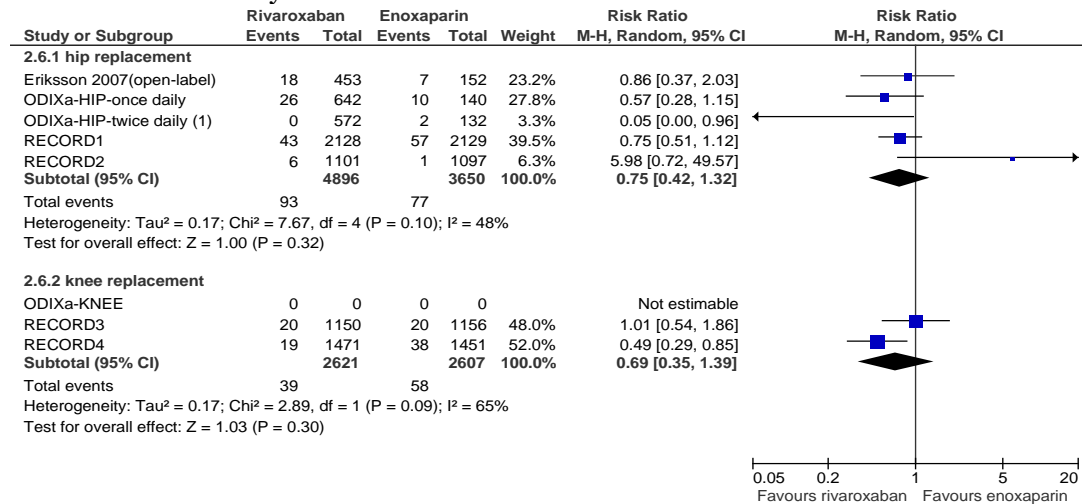 Rivaroxaban Enoxaparin Risk Ratio Risk Ratio
Study or Subgroup Events Total Events Total Weight M-H, Random, 95% CI M-H, Random, 95% CI
2.6.1 hip replacement
Eriksson 2007(open-label) 18 453 7 152 23.2% 0.86 [0.37, 2.03]
ODIXa-HIP-once daily 26 642 10 140 27.8% 0.57 [0.28, 1.15]
ODIXa-HIP-twice daily (1) 0 572 2 132 3.3% 0.05 [0.00, 0.96]
RECORD1 43 2128 57 2129 39.5% 0.75 [0.51, 1.12]
RECORD2 6 1101 1 1097 6.3% 5.98 [0.72, 49.57]
Subtotal (95% CI) 4896 3650 100.0% 0.75 [0.42, 1.32]
Total events 93 77
Heterogeneity: Tau² = 0.17; Chi² = 7.67, df = 4 (P = 0.10); I² = 48%
Test for overall effect: Z = 1.00 (P = 0.32)
2.6.2 knee replacement
ODIXa-KNEE 0 0 0 0 Not estimable
RECORD3 20 1150 20 1156 48.0% 1.01 [0.54, 1.86]
RECORD4 19 1471 38 1451 52.0% 0.49 [0.29, 0.85]
Subtotal (95% CI) 2621 2607 100.0% 0.69 [0.35, 1.39]
Total events 39 58
Heterogeneity: Tau² = 0.17; Chi² = 2.89, df = 1 (P = 0.09); I² = 65%
Test for overall effect: Z = 1.03 (P = 0.30)
0.05 0.2 1 5 20
Favours rivaroxaban Favours enoxaparin